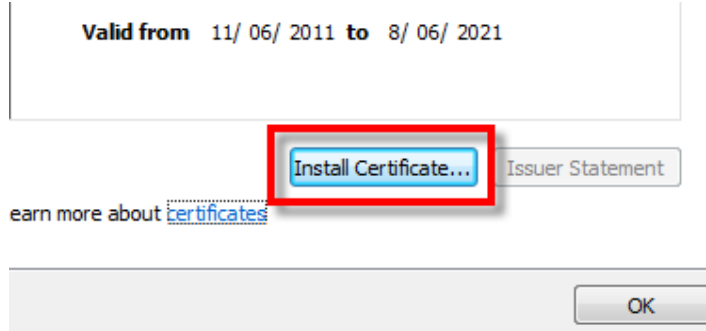 Valid from 11/ 06/ 2011 to 8/ 06/ 2021
Install Certificate... Issuer Statement
earn more about certificates
OK